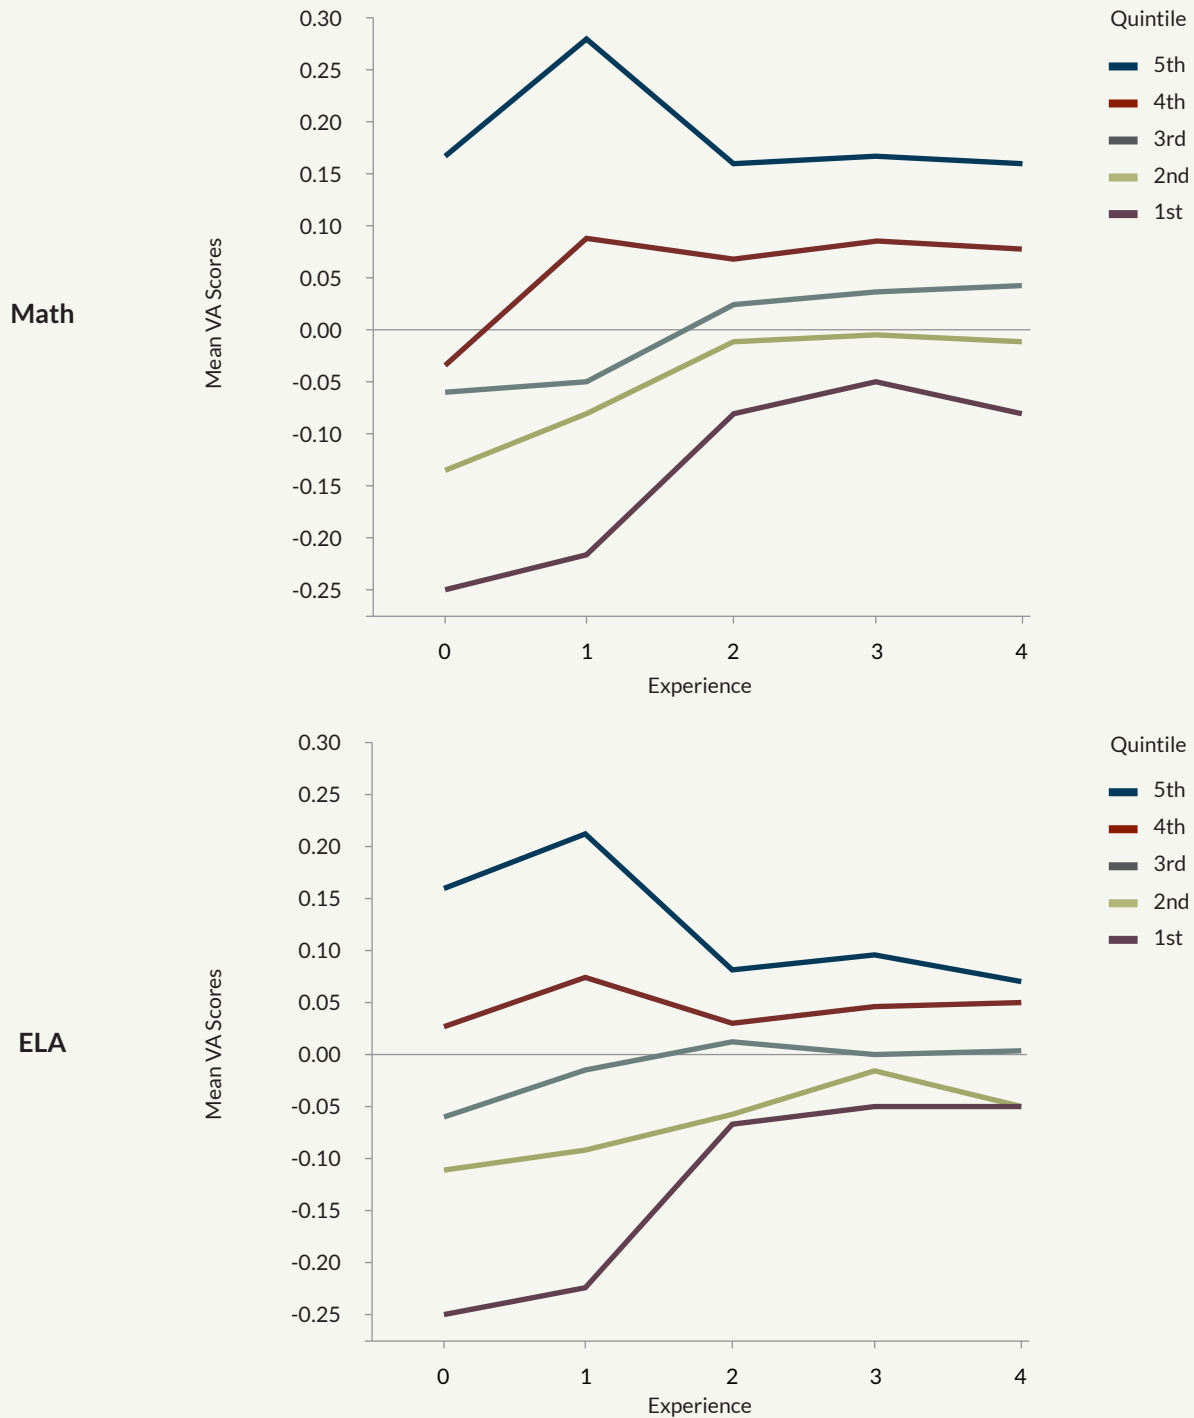 Math
Mean VA Scores
0.30
0.25
0.20
0.15
0.10
0.05
0.00
-0.05
-0.10
-0.15
-0.20
-0.25
0 1 2 3 4
Experience
Quintile
5th
4th
3rd
2nd
1st
ELA
Mean VA Scores
0.30
0.25
0.20
0.15
0.10
0.05
0.00
-0.05
-0.10
-0.15
-0.20
-0.25
0 1 2 3 4
Experience
Quintile
5th
4th
3rd
2nd
1st